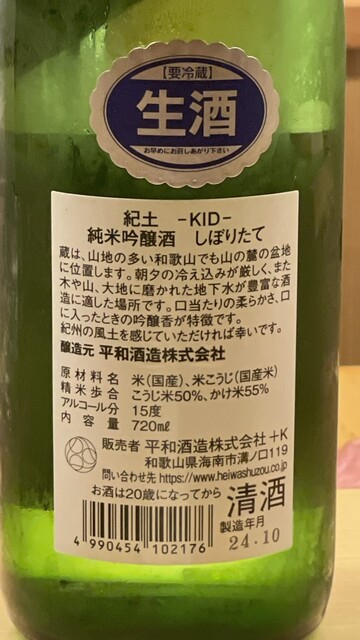 【要冷蔵】
生酒
お早めにお召しあがり下さい
紀土 -KID-
純米吟醸酒 しぼりたて
蔵は、山地の多い和歌山でも山の麓の盆地
に位置します。朝夕の冷え込みが厳しく、また
木や山、大地に磨かれた地下水が豊富な酒
造に適した場所です。口当たりの柔らかさ、口
に入ったときの吟醸香が特徴です。
紀州の風土を感じていただければ幸いです。
醸造元 平和酒造株式会社
原材料名 米(国産)、米こうじ(国産米)
精米歩合 こうじ米50%、かけ米55%
アルコール分 15度
内容量 720mℓ
販売者 平和酒造株式会社 +K
和歌山県海南市溝ノ口119
問い合わせ先 https://www.heiwashuzou.co.jp
お酒は20歳になってから 清酒
4 990454 102176
製造年月
24.10